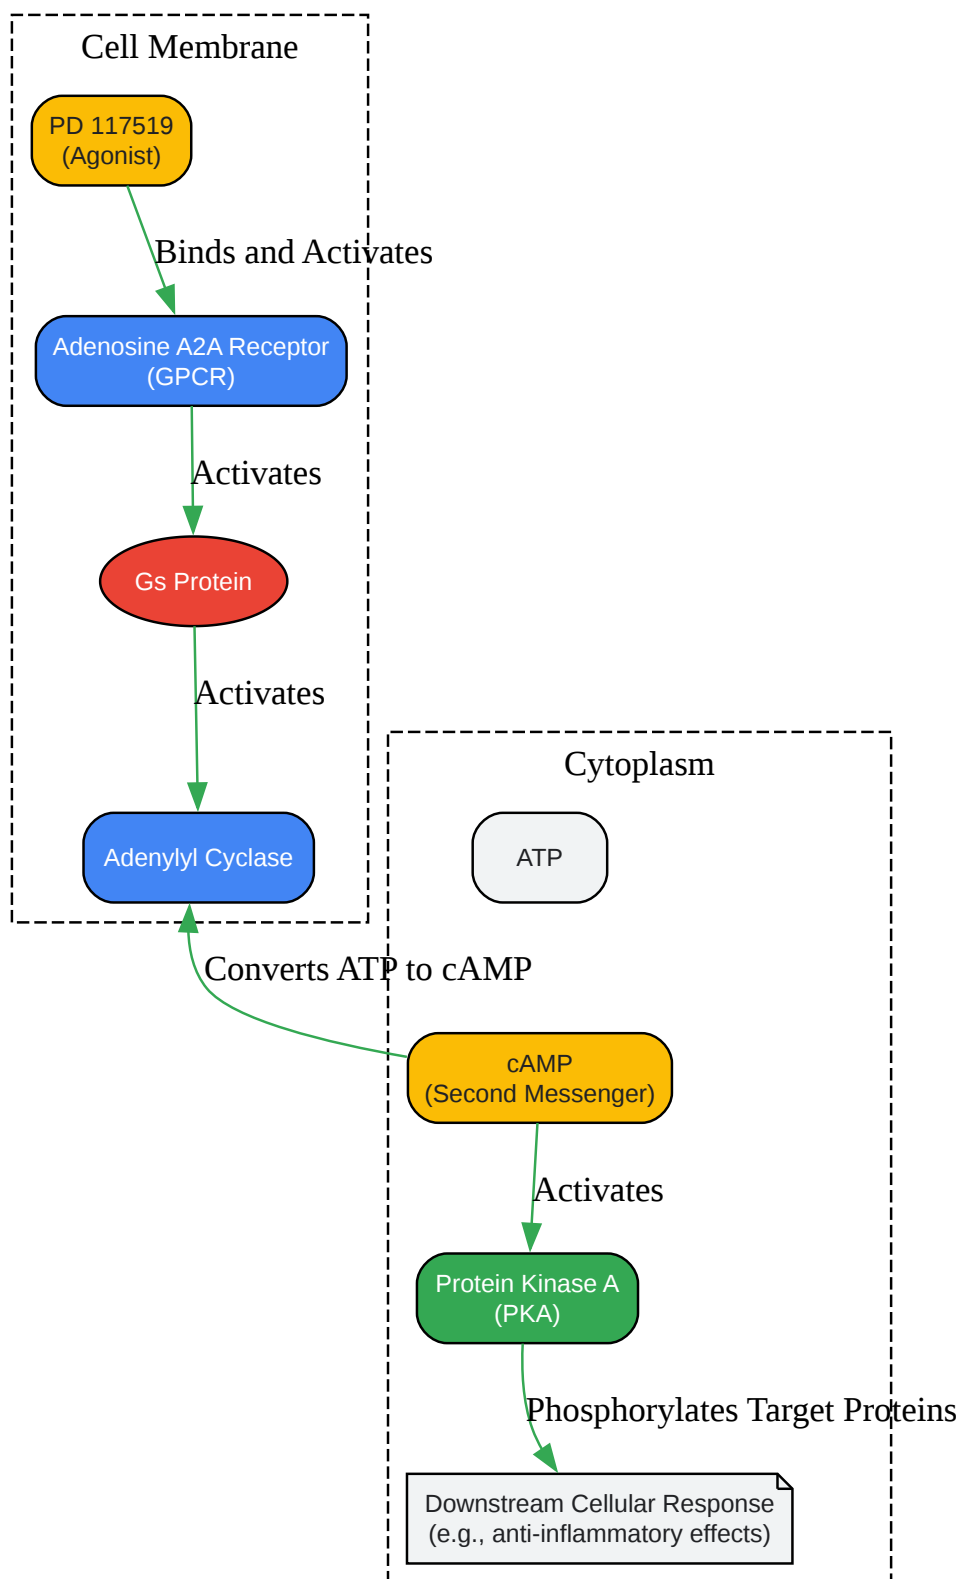 Cell Membrane
PD 117519
(Agonist)
Binds and Activates
Adenosine A2A Receptor
(GPCR)
Activates
Gs Protein
Activates
Adenylyl Cyclase
Cytoplasm
ATP
Converts ATP to cAMP
cAMP
(Second Messenger)
Activates
Protein Kinase A
(PKA)
Phosphorylates Target Proteins
Downstream Cellular Response
(e.g., anti-inflammatory effects)